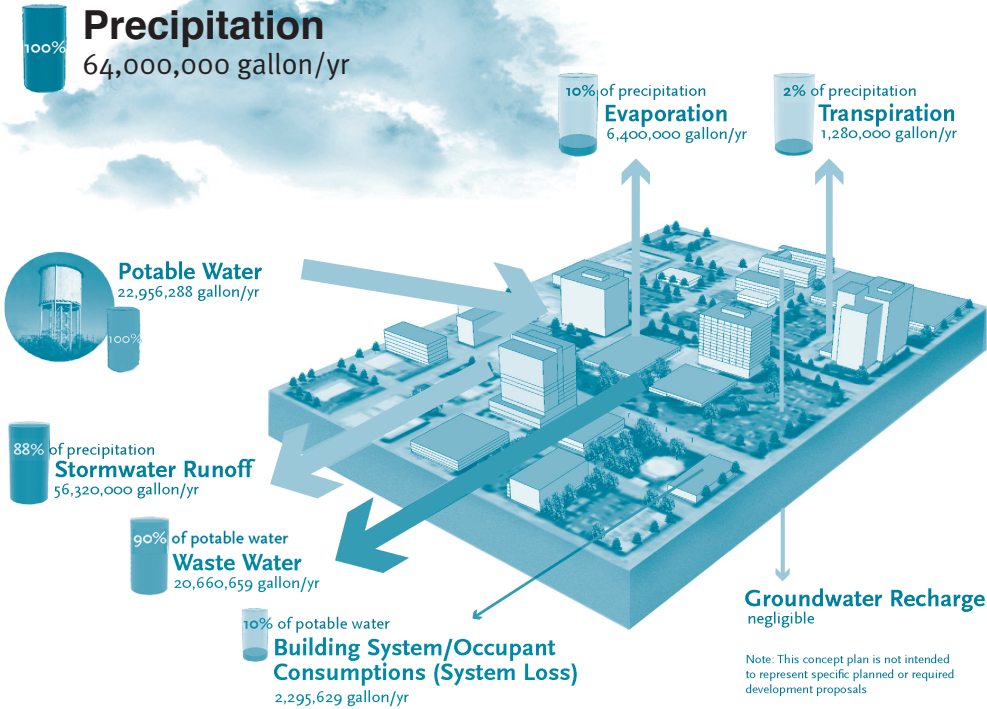 100%
Precipitation
64,000,000 gallon/yr
10% of precipitation
Evaporation
6,400,000 gallon/yr
2% of precipitation
Transpiration
1,280,000 gallon/yr
Potable Water
22,956,288 gallon/yr
100%
88% of precipitation
Stormwater Runoff
56,320,000 gallon/yr
90% of potable water
Waste Water
20,660,659 gallon/yr
10% of potable water
Building System/Occupant
Consumptions (System Loss)
2,295,629 gallon/yr
Groundwater Recharge
negligible
Note: This concept plan is not intended
to represent specific planned or required
development proposals